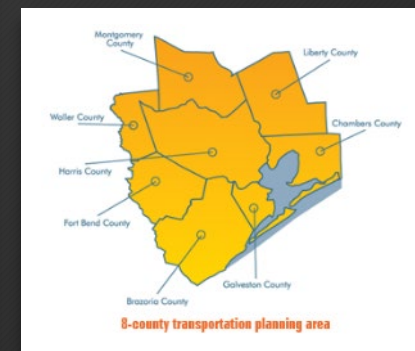 Montgomery
County
Liberty County
Waller County
Chambers County
Harris County
Fort Bend County
Galveston County
Brazoria County
8-county transportation planning area